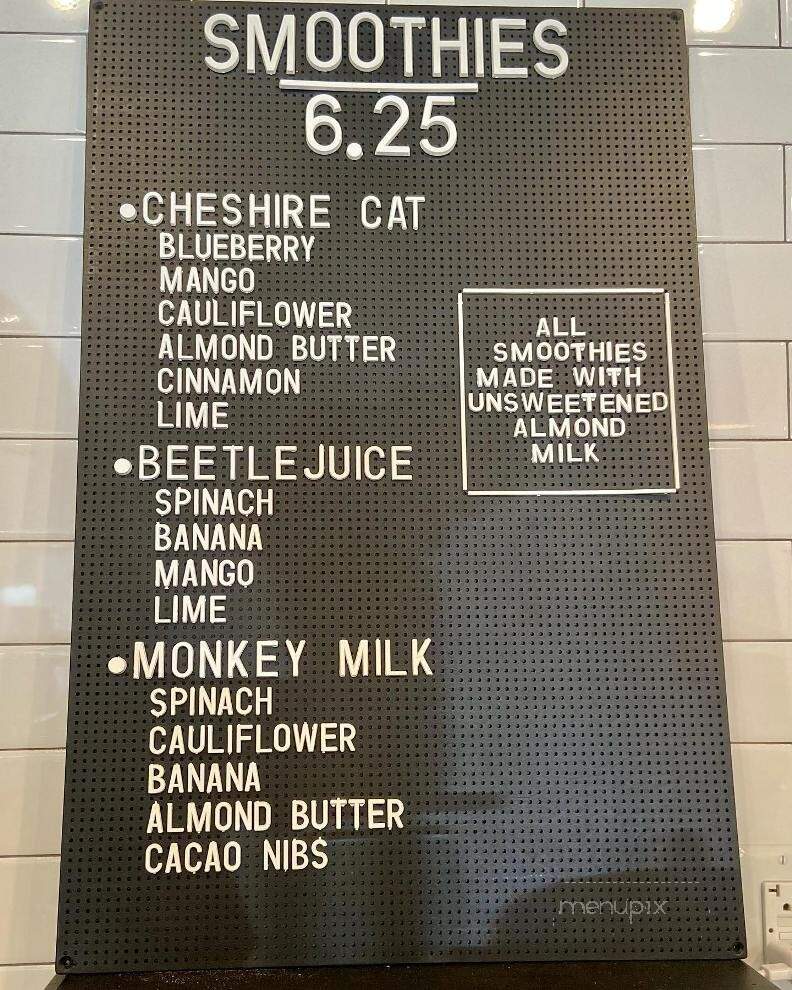 SMOOTHIES
6.25
•CHESHIRE CAT
BLUEBERRY
MANGO
CAULIFLOWER
ALMOND BUTTER
CINNAMON
LIME
ALL
SMOOTHIES
MADE WITH
UNSWEETENED
ALMOND
MILK
•BEETLEJUICE
SPINACH
BANANA
MANGO
LIME
•MONKEY MILK
SPINACH
CAULIFLOWER
BANANA
ALMOND BUTTER
CACAO NIBS
menupix